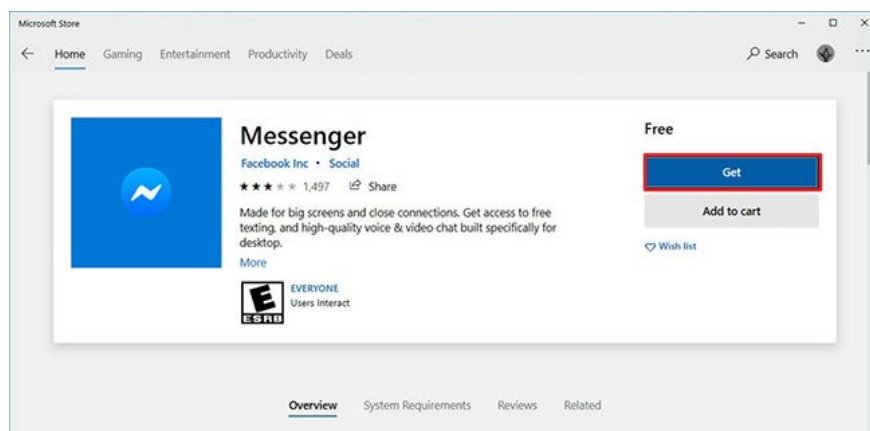 Microsoft Store
Home Gaming Entertainment Productivity Deals Search
Messenger
Facebook Inc • Social
1,497 Share
Made for big screens and close connections. Get access to free
texting, and high-quality voice & video chat built specifically for
desktop.
More
E
ESRB
EVERYONE
Users Interact
Free
Get
Add to cart
Wish list
Overview System Requirements Reviews Related